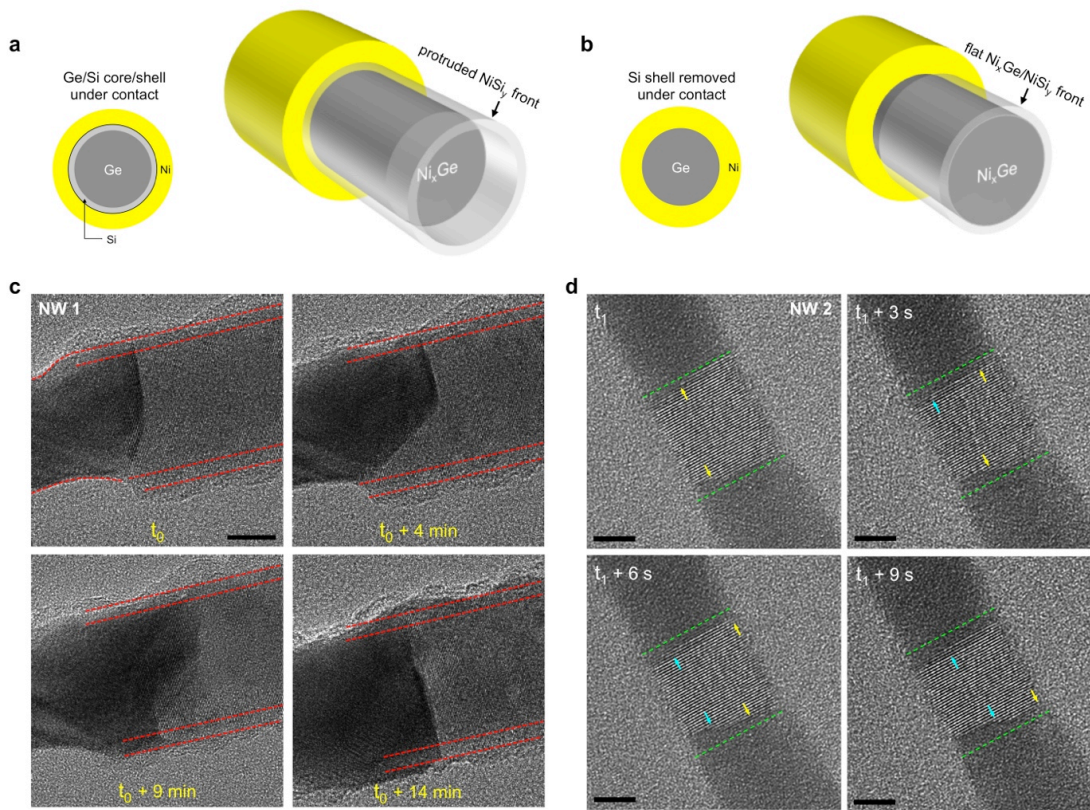 a
Ge/Si core/shell
under contact
Ge
Ni
Si
protruded NiSiy front
NixGe
b
Si shell removed
under contact
Ge
Ni
flat NixGe/NiSiy front
NixGe
c
NW 1
t0
t0 + 4 min
t0 + 9 min
t0 + 14 min
d
t1
NW 2
t1 + 3 s
t1 + 6 s
t1 + 9 s